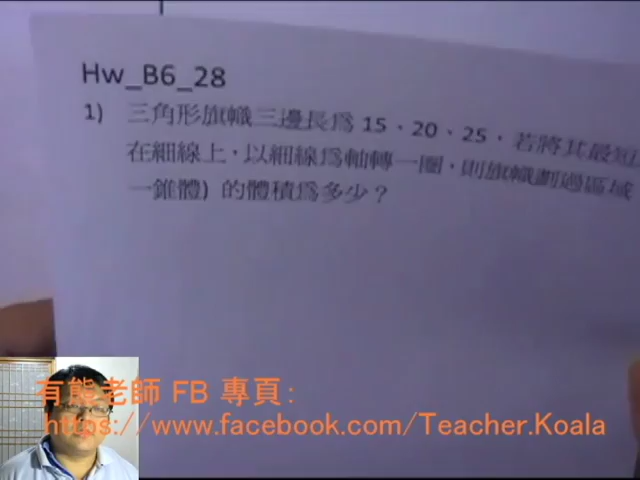 Hw_B6_28
1) 三角形旗幟三邊長為 15、20、25，若將其最短
在細線上，以細線為軸轉一圈，則旗幟劃過區域
一錐體）的體積為多少？
有熊老師 FB 專頁：
https://www.facebook.com/Teacher.Koala